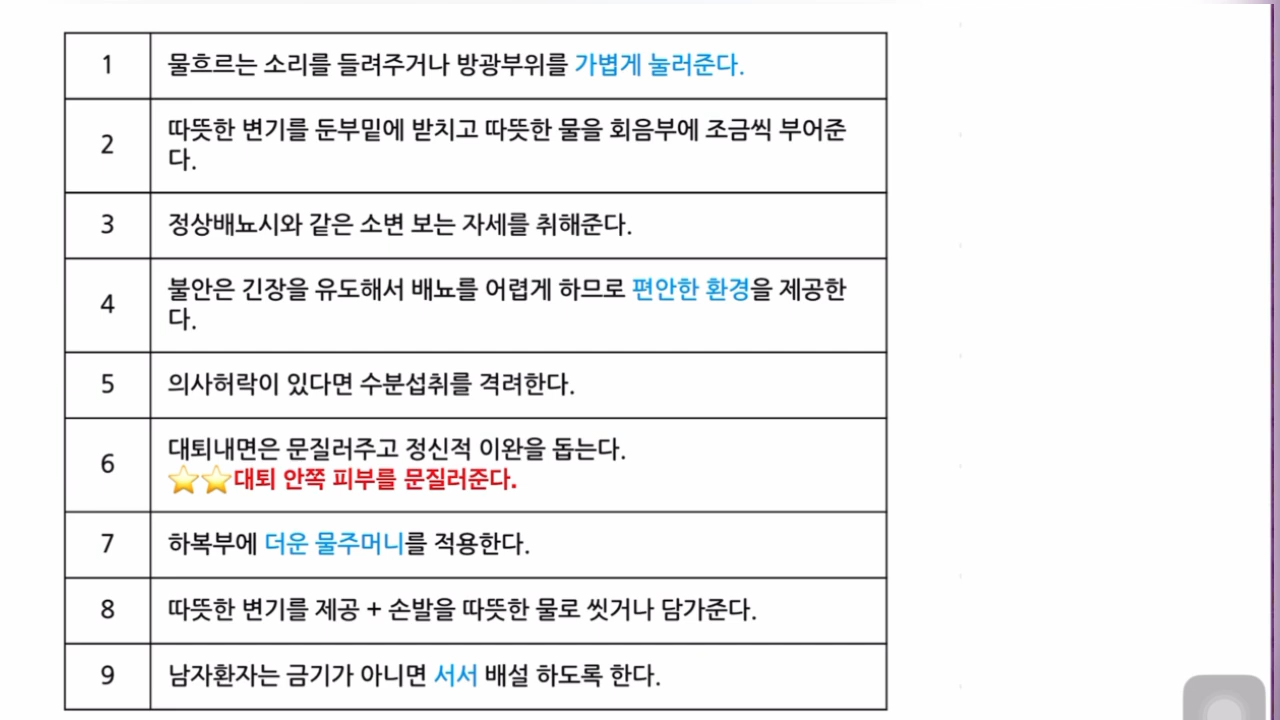 1 물흐르는 소리를 들려주거나 방광부위를 가볍게 눌러준다.
2 따뜻한 변기를 둔부밑에 받치고 따뜻한 물을 회음부에 조금씩 부어준
다.
3 정상배뇨시와 같은 소변 보는 자세를 취해준다.
4 불안은 긴장을 유도해서 배뇨를 어렵게 하므로 편안한 환경을 제공한
다.
5 의사허락이 있다면 수분섭취를 격려한다.
6 대퇴내면은 문질러주고 정신적 이완을 돕는다.
⭐⭐대퇴 안쪽 피부를 문질러준다.
7 하복부에 더운 물주머니를 적용한다.
8 따뜻한 변기를 제공 + 손발을 따뜻한 물로 씻거나 담가준다.
9 남자환자는 금기가 아니면 서서 배설 하도록 한다.